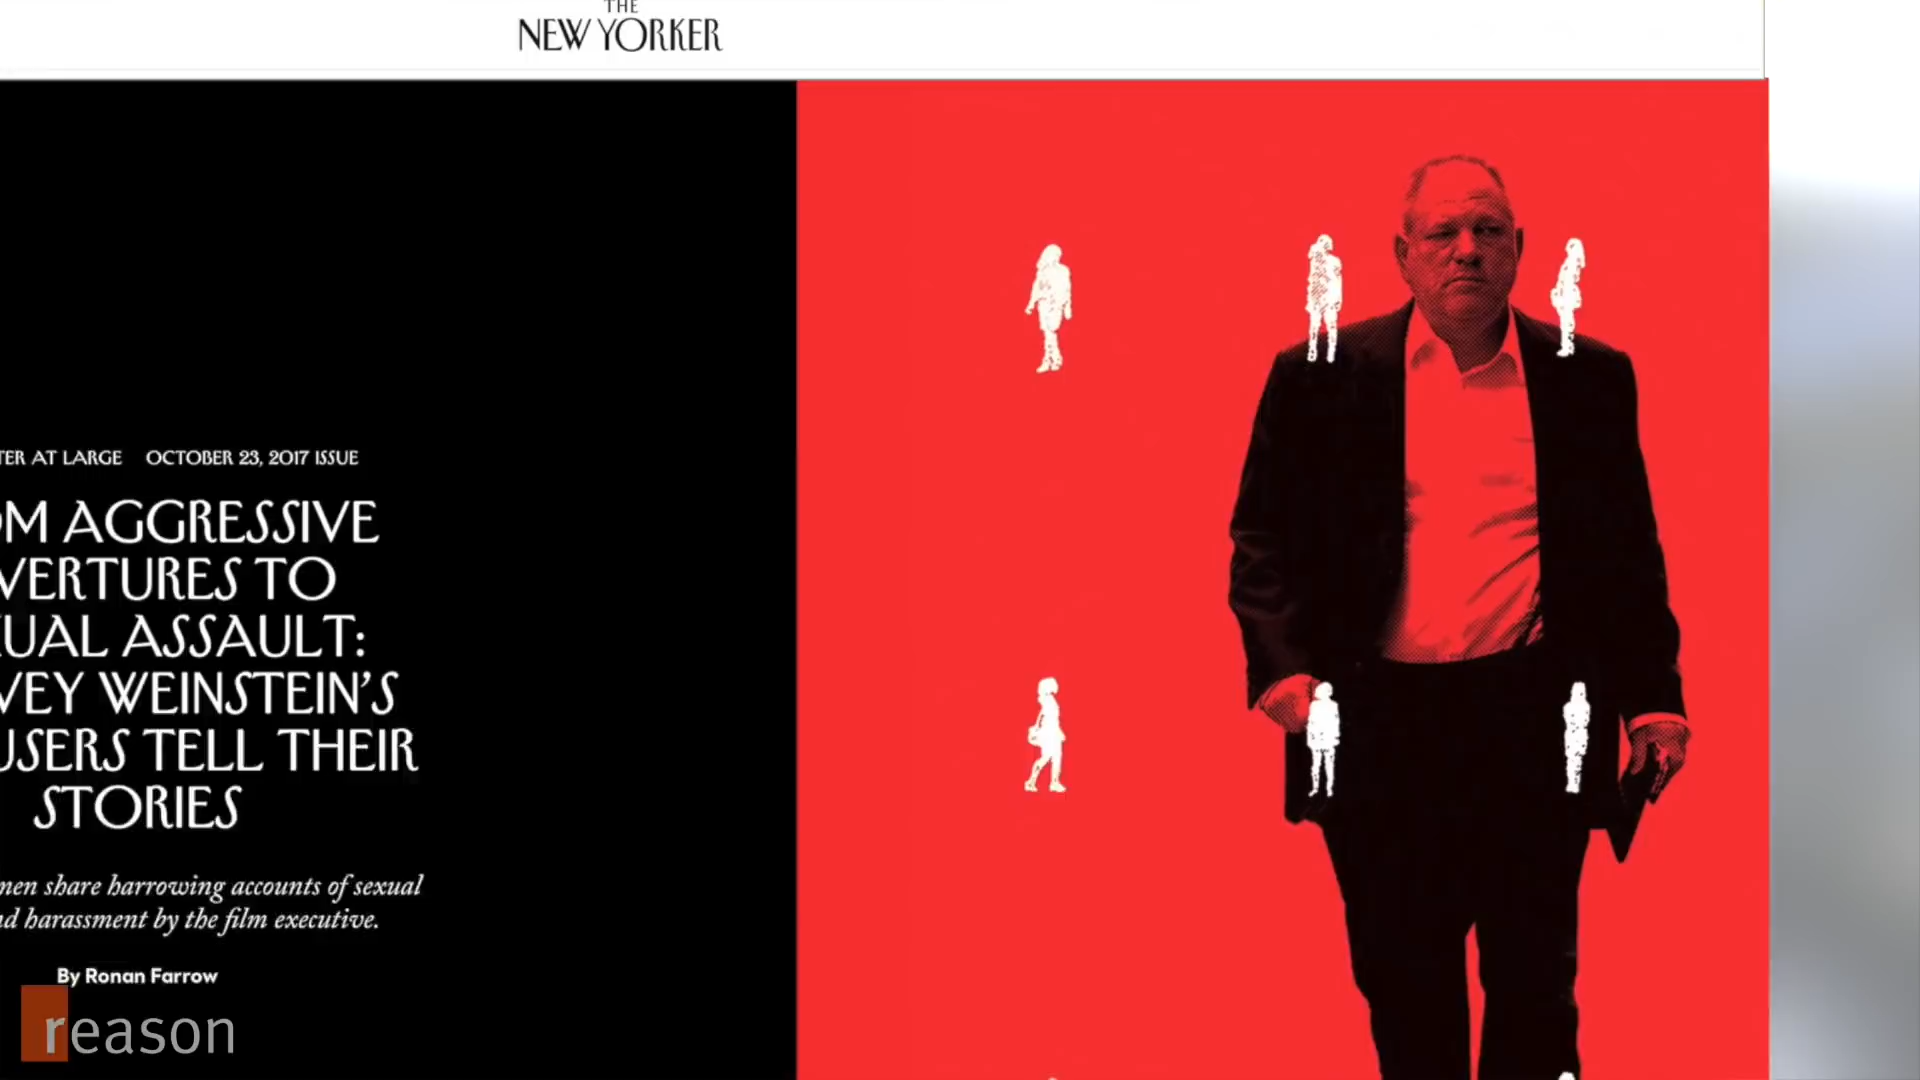 THE
NEW YORKER
TER AT LARGE OCTOBER 23, 2017 ISSUE
OM AGGRESSIVE
VERTURES TO
UAL ASSAULT:
VEY WEINSTEIN'S
USERS TELL THEIR
STORIES
men share harrowing accounts of sexual
nd harassment by the film executive.
By Ronan Farrow
reason